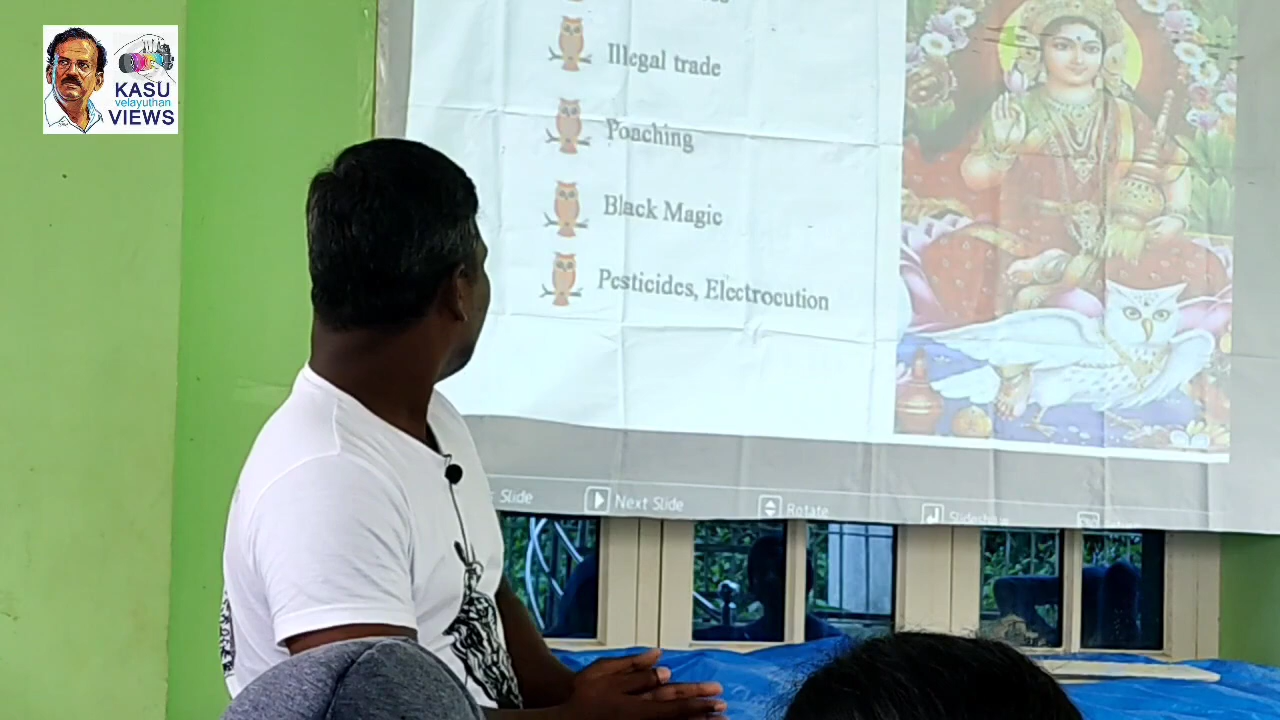 KASU
velayuthan
VIEWS
Illegal trade
Poaching
Black Magic
Pesticides, Electrocution
Slide
Next Slide
Rotate